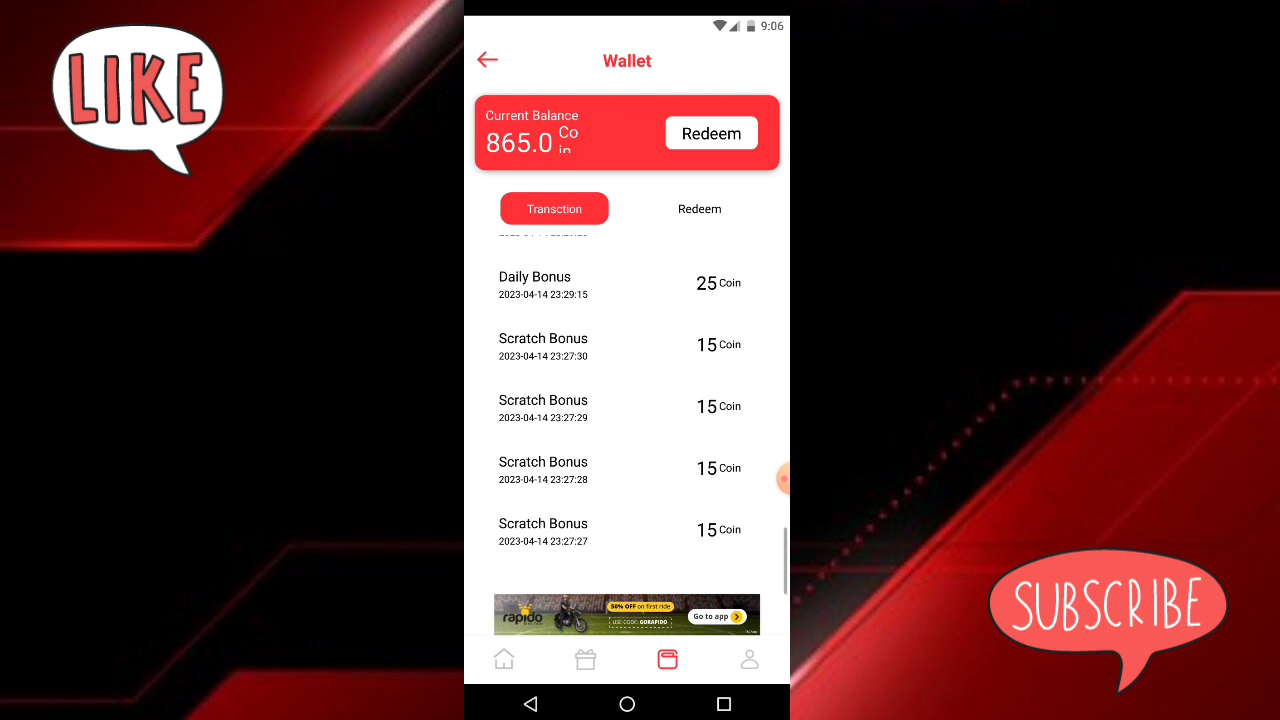 LIKE
9:06
Wallet
Current Balance
865.0 Co
in
Redeem
Transction
Redeem
Daily Bonus
25 Coin
2023-04-14 23:29:15
Scratch Bonus
15 Coin
2023-04-14 23:27:30
Scratch Bonus
15 Coin
2023-04-14 23:27:29
Scratch Bonus
15 Coin
2023-04-14 23:27:28
Scratch Bonus
15 Coin
2023-04-14 23:27:27
rapido
50% OFF on first ride
USE CODE: GORAPIDO
Go to app
SUBSCRIBE